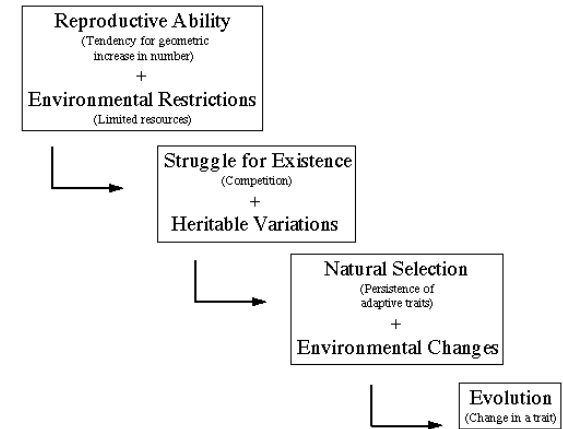 Reproductive Ability
(Tendency for geometric
increase in number)
+
Environmental Restrictions
(Limited resources)
Struggle for Existence
(Competition)
+
Heritable Variations
Natural Selection
(Persistence of
adaptive traits)
+
Environmental Changes
Evolution
(Change in a trait)